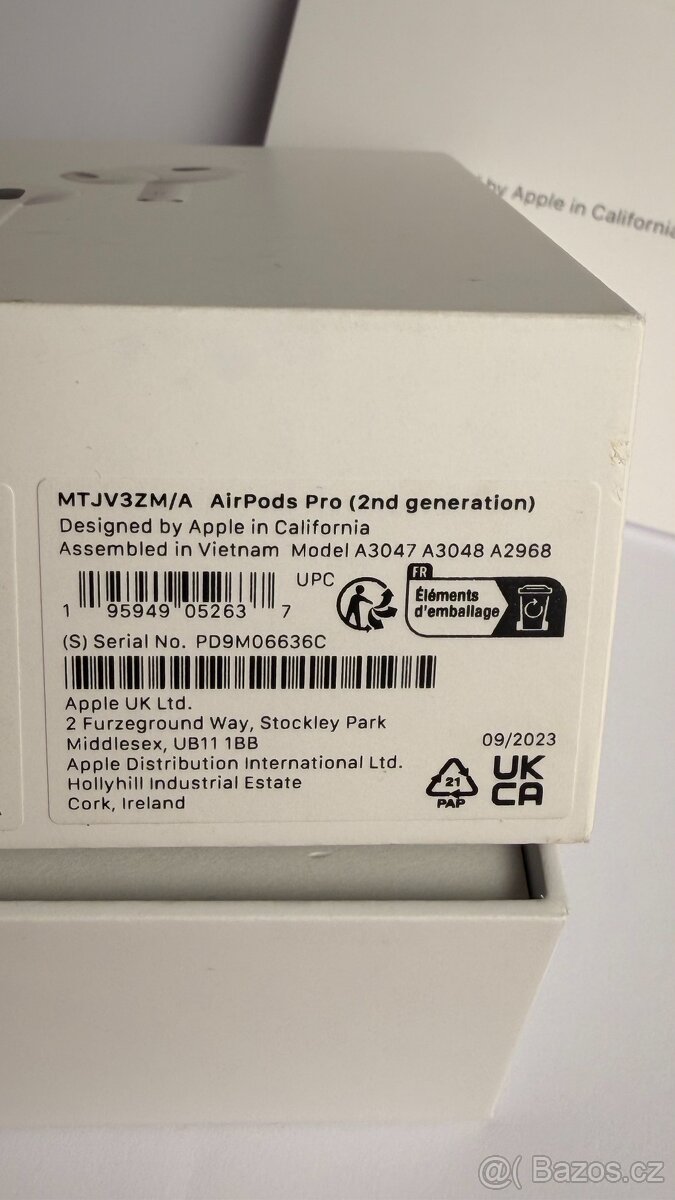 by Apple in California
MTJV3ZM/A AirPods Pro (2nd generation)
Designed by Apple in California
Assembled in Vietnam Model A3047 A3048 A2968
UPC
1 95949 05263 7
FR
Éléments
d'emballage
(S) Serial No. PD9M06636C
Apple UK Ltd.
2 Furzeground Way, Stockley Park
Middlesex, UB11 1BB
Apple Distribution International Ltd.
Hollyhill Industrial Estate
Cork, Ireland
09/2023
21
PAP
UK
CA
@( Bazos.cz